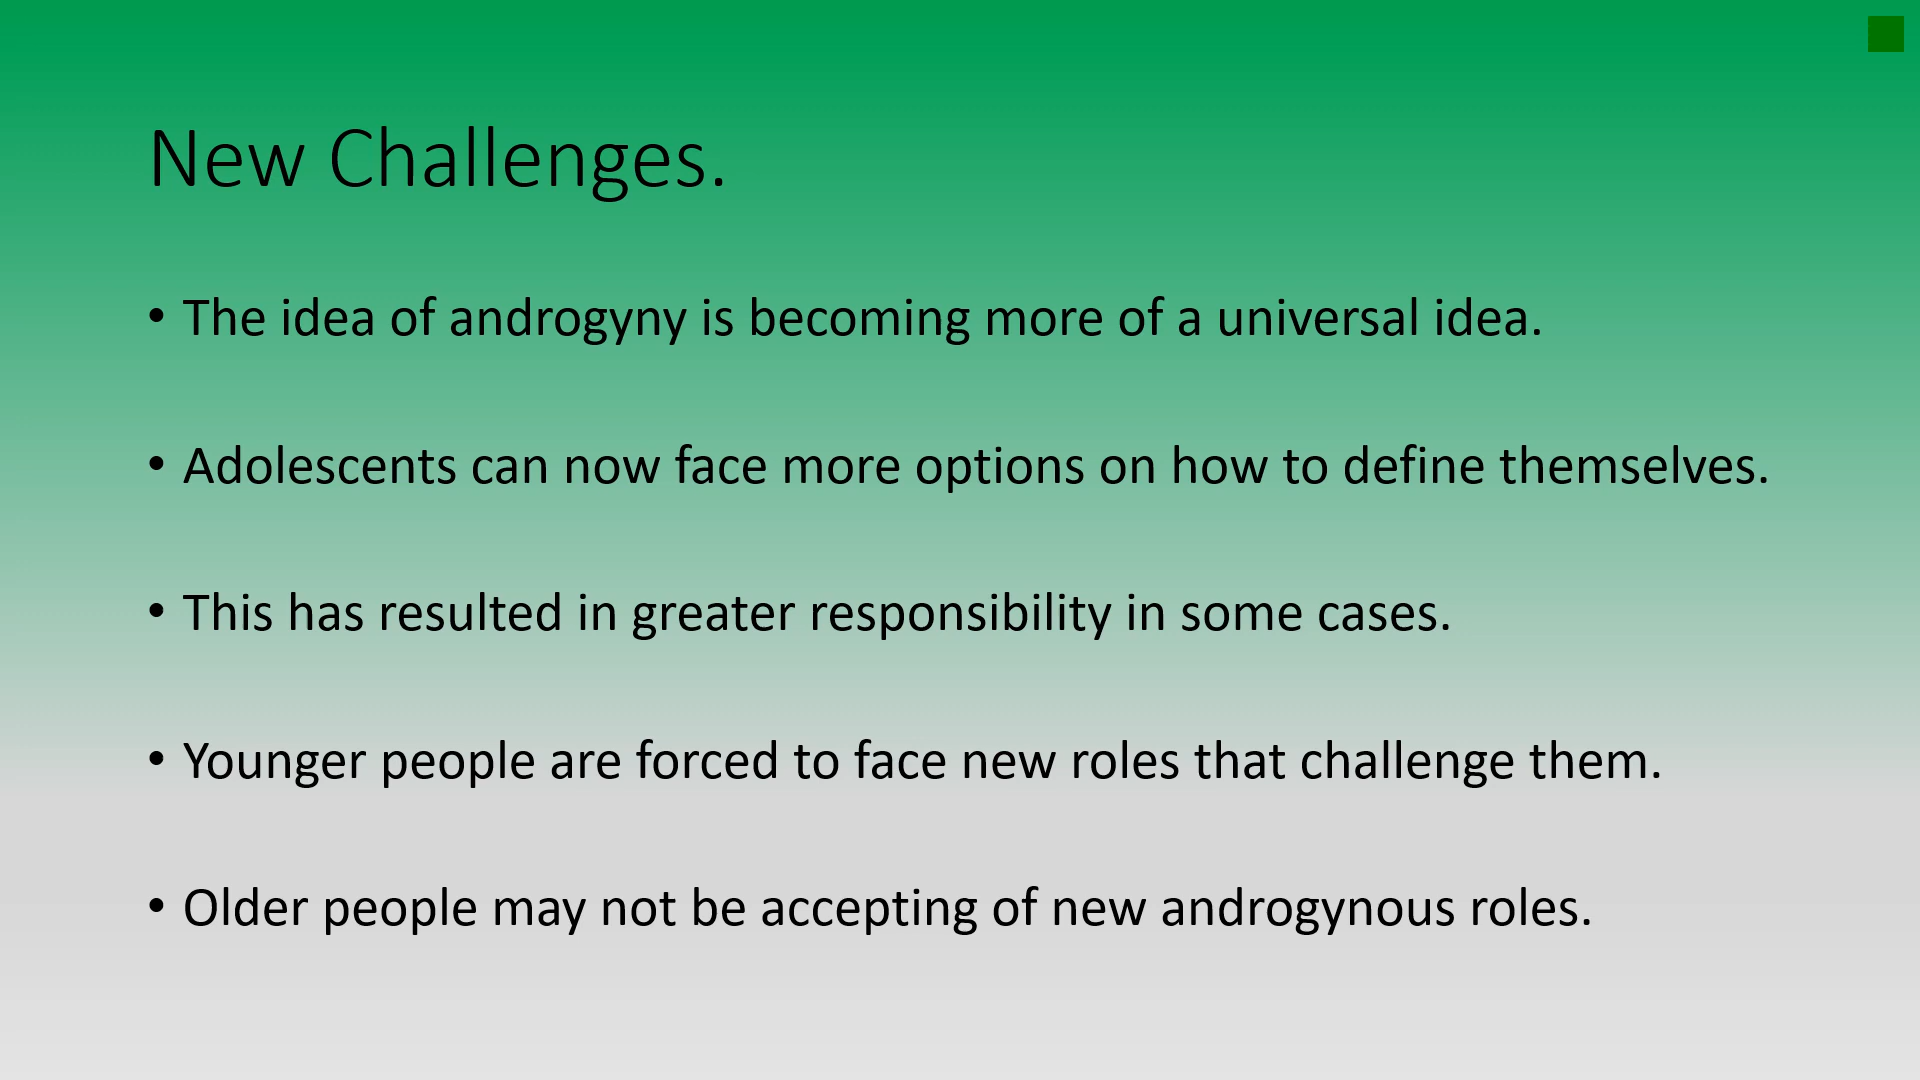 New Challenges.
• The idea of androgyny is becoming more of a universal idea.
• Adolescents can now face more options on how to define themselves.
• This has resulted in greater responsibility in some cases.
• Younger people are forced to face new roles that challenge them.
• Older people may not be accepting of new androgynous roles.